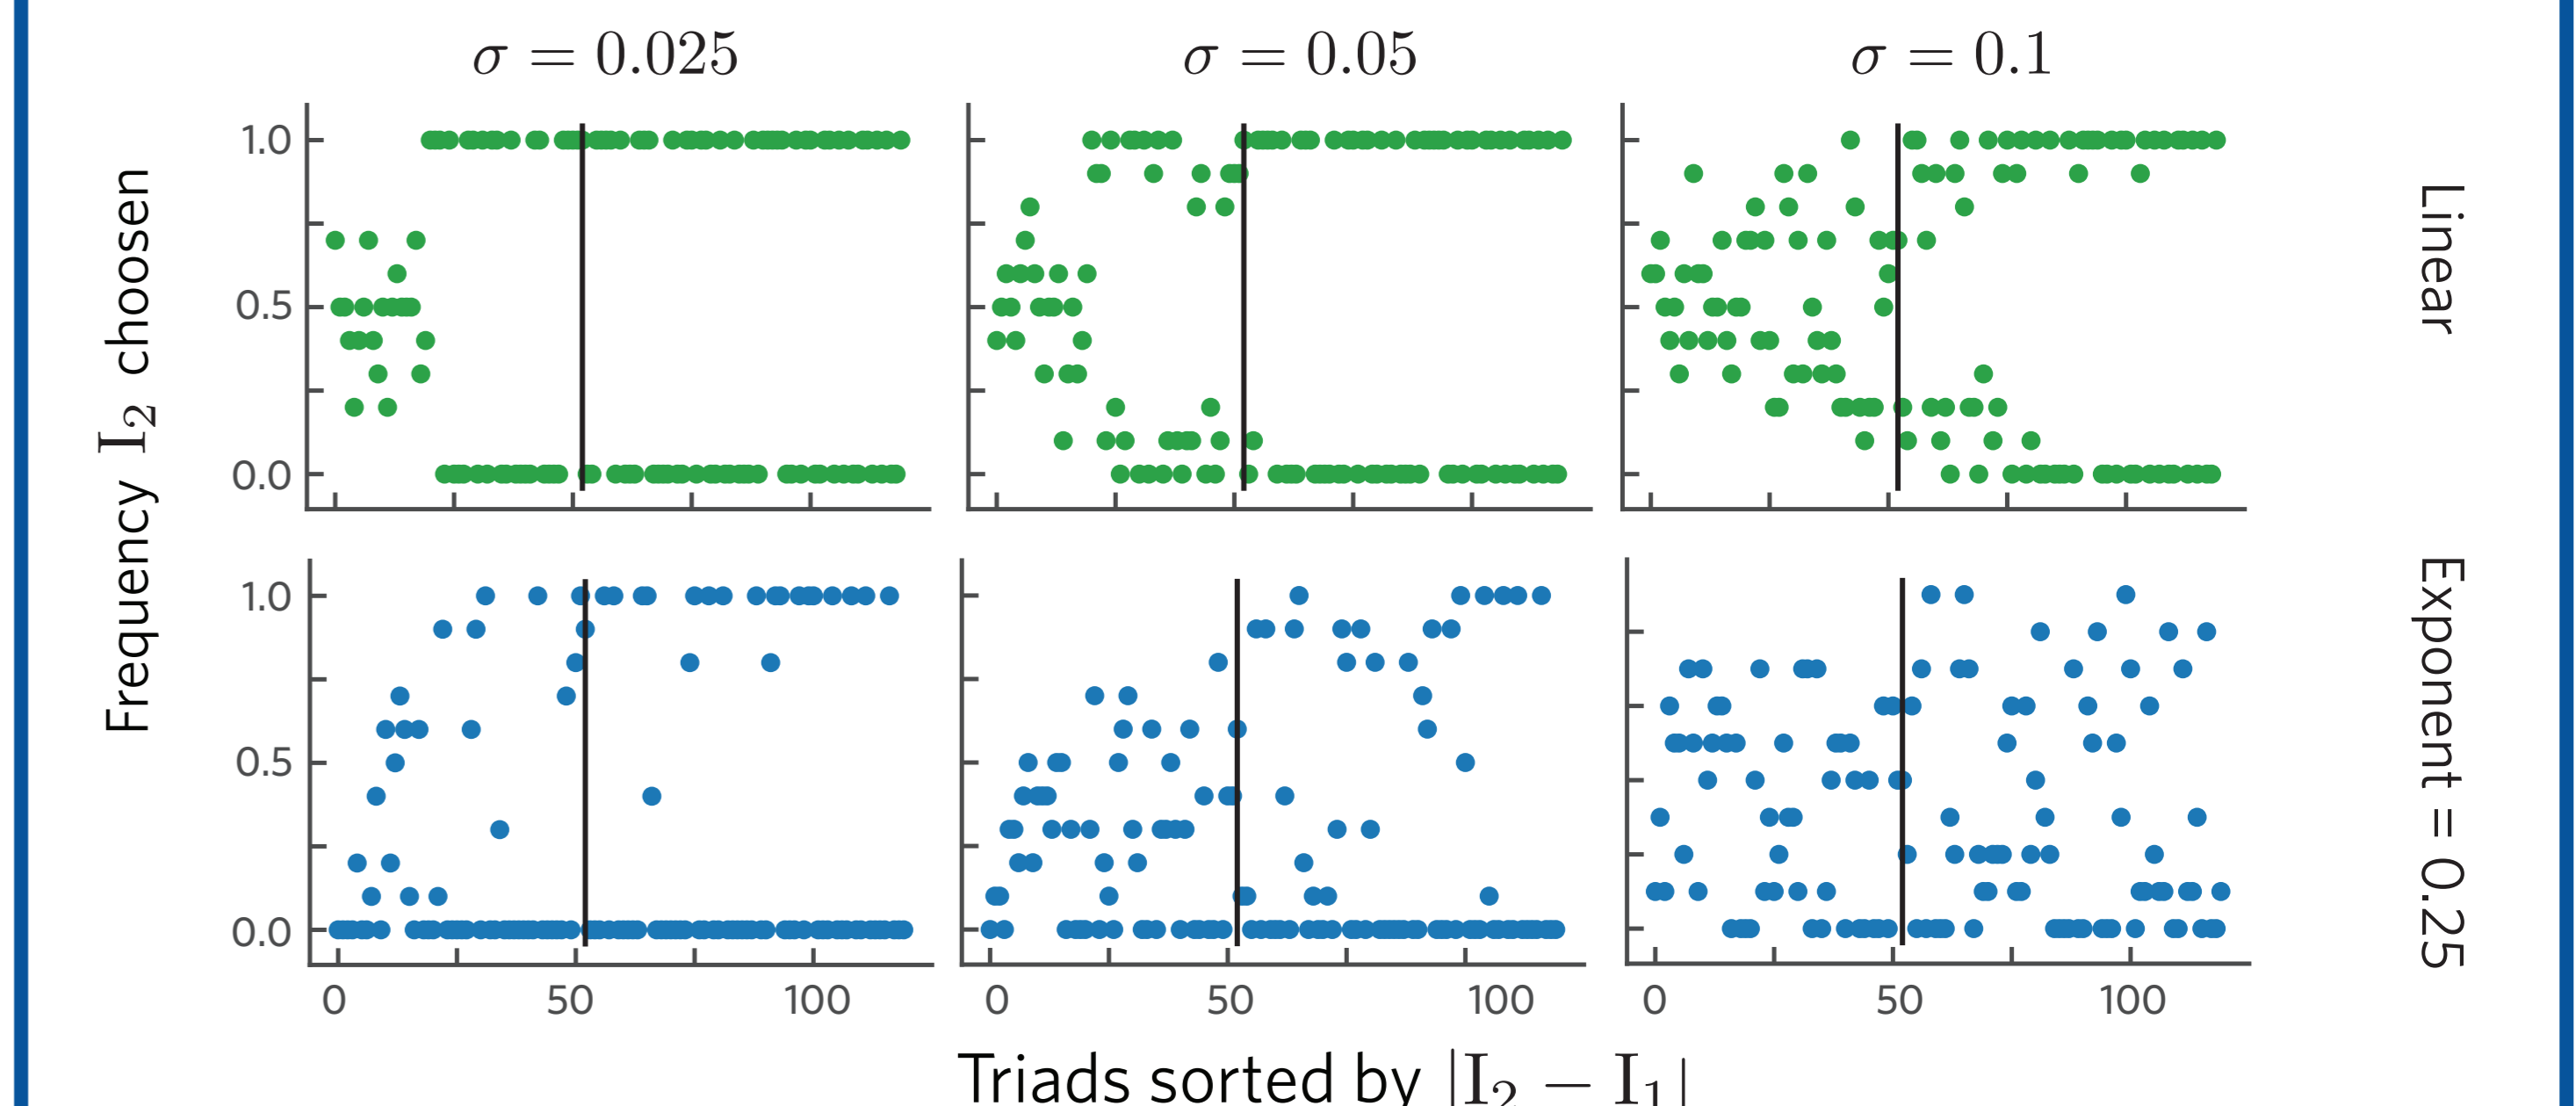 σ = 0.025
σ = 0.05
σ = 0.1
Frequency I₂ choosen
1.0
0.5
0.0
Linear
1.0
0.5
0.0
Exponent = 0.25
0 50 100
0 50 100
0 50 100
Triads sorted by |I₂ − I₁|